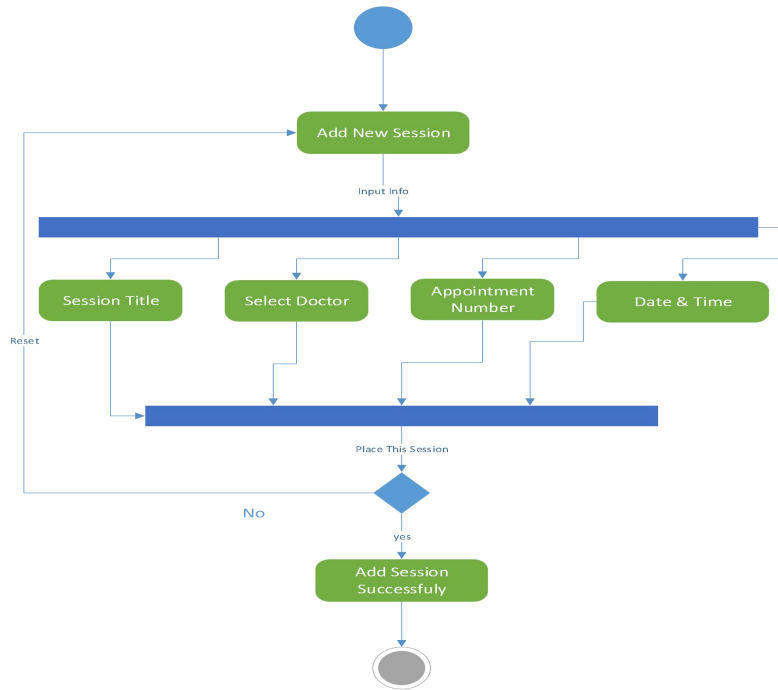 Add New Session
Input Info
Session Title
Select Doctor
Appointment
Number
Date & Time
Reset
Place This Session
No
yes
Add Session
Successfuly